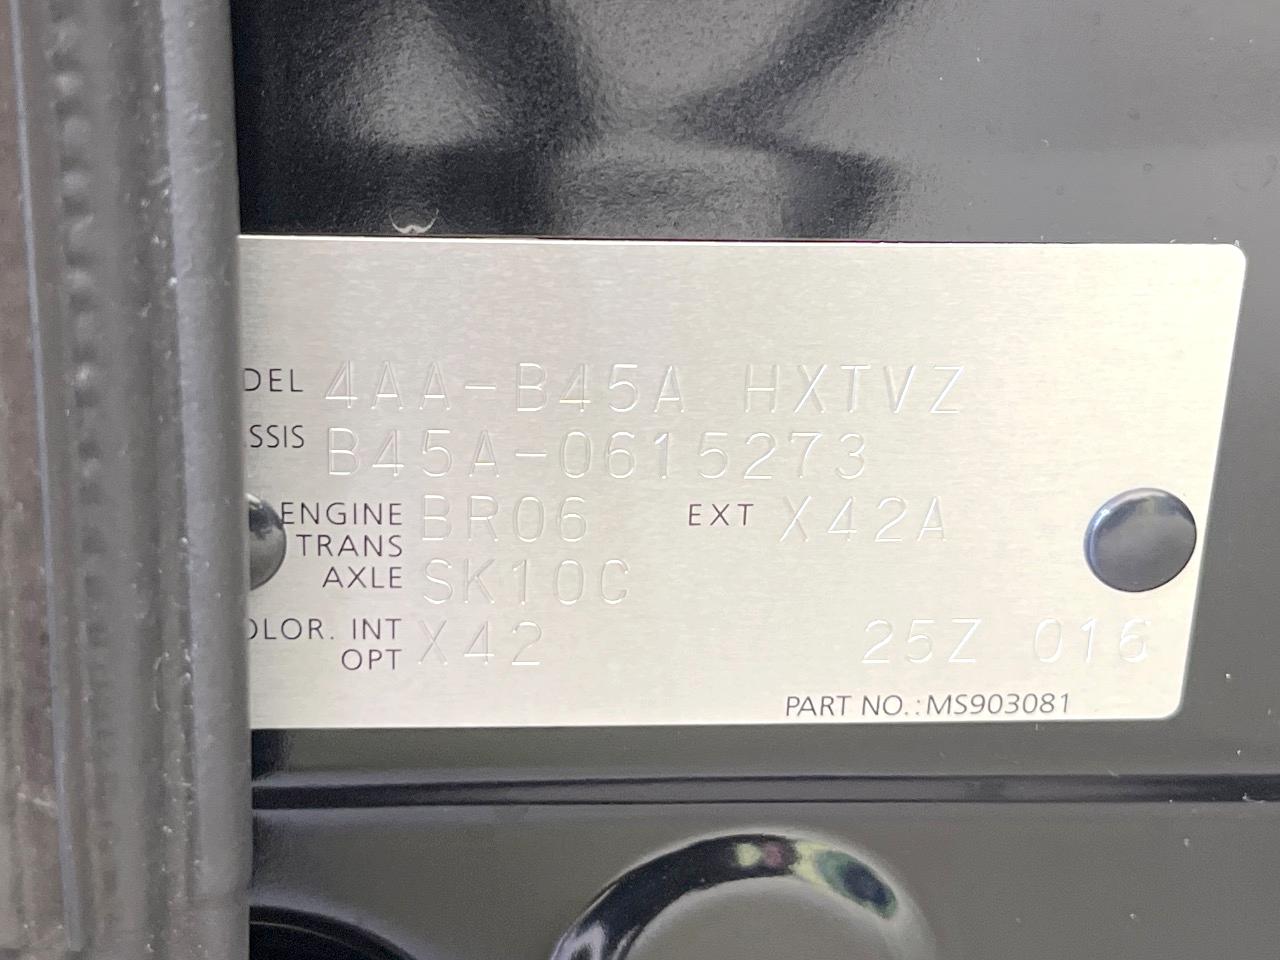 DEL 4AA-B45A HXTVZ
SSIS B45A-0615273
ENGINE BR06 EXT X42A
TRANS
AXLE SK10C
OLOR. INT X42 25Z 016
OPT
PART NO.:MS903081